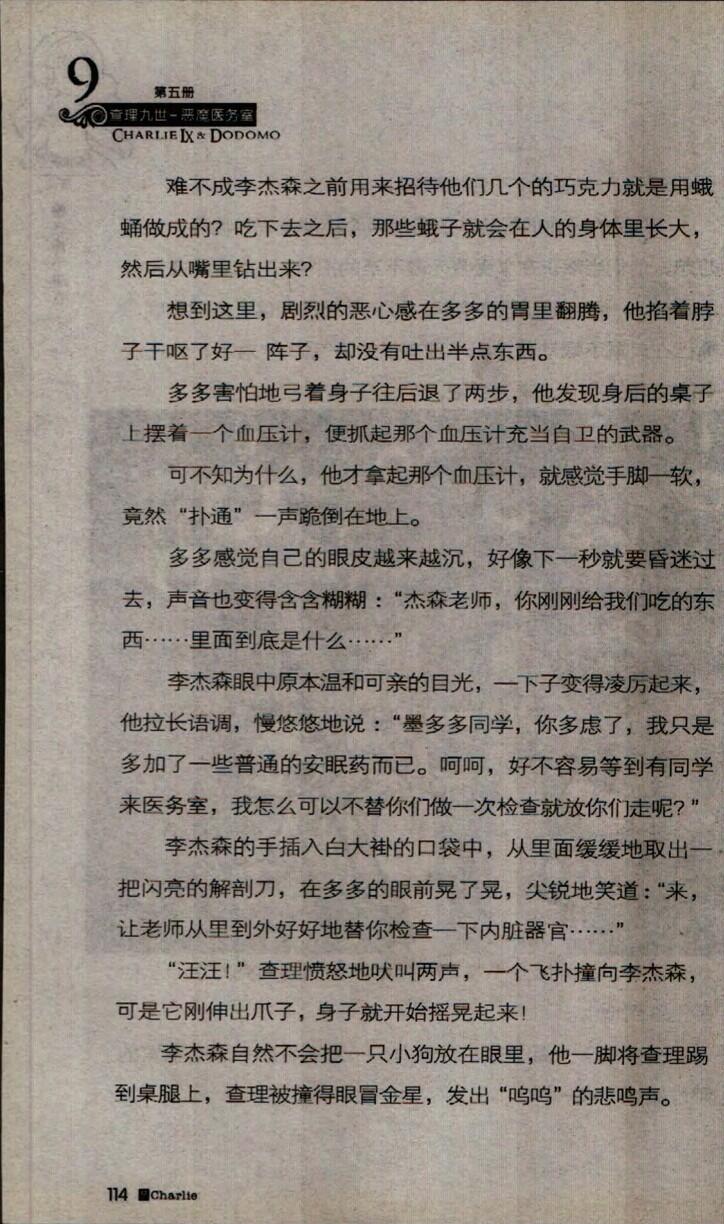 9
第五册
查理九世-恶魔医务室
CHARLIE IX & DODOMO
难不成李杰森之前用来招待他们几个的巧克力就是用蛾
蛹做成的？吃下去之后，那些蛾子就会在人的身体里长大，
然后从嘴里钻出来？
想到这里，剧烈的恶心感在多多的胃里翻腾，他掐着脖
子干呕了好一 阵子，却没有吐出半点东西。
多多害怕地弓着身子往后退了两步，他发现身后的桌子
上摆着一个血压计，便抓起那个血压计充当自卫的武器。
可不知为什么，他才拿起那个血压计，就感觉手脚一软，
竟然“扑通”一声跪倒在地上。
多多感觉自己的眼皮越来越沉，好像下一秒就要昏迷过
去，声音也变得含含糊糊：“杰森老师，你刚刚给我们吃的东
西……里面到底是什么……”
李杰森眼中原本温和可亲的目光，一下子变得凌厉起来，
他拉长语调，慢悠悠地说：“墨多多同学，你多虑了，我只是
多加了一些普通的安眠药而已。呵呵，好不容易等到有同学
来医务室，我怎么可以不替你们做一次检查就放你们走呢？”
李杰森的手插入白大褂的口袋中，从里面缓缓地取出一
把闪亮的解剖刀，在多多的眼前晃了晃，尖锐地笑道：“来，
让老师从里到外好好地替你检查一下内脏器官……”
“汪汪！”查理愤怒地吠叫两声，一个飞扑撞向李杰森，
可是它刚伸出爪子，身子就开始摇晃起来！
李杰森自然不会把一只小狗放在眼里，他一脚将查理踢
到桌腿上，查理被撞得眼冒金星，发出“呜呜”的悲鸣声。
114 Charlie